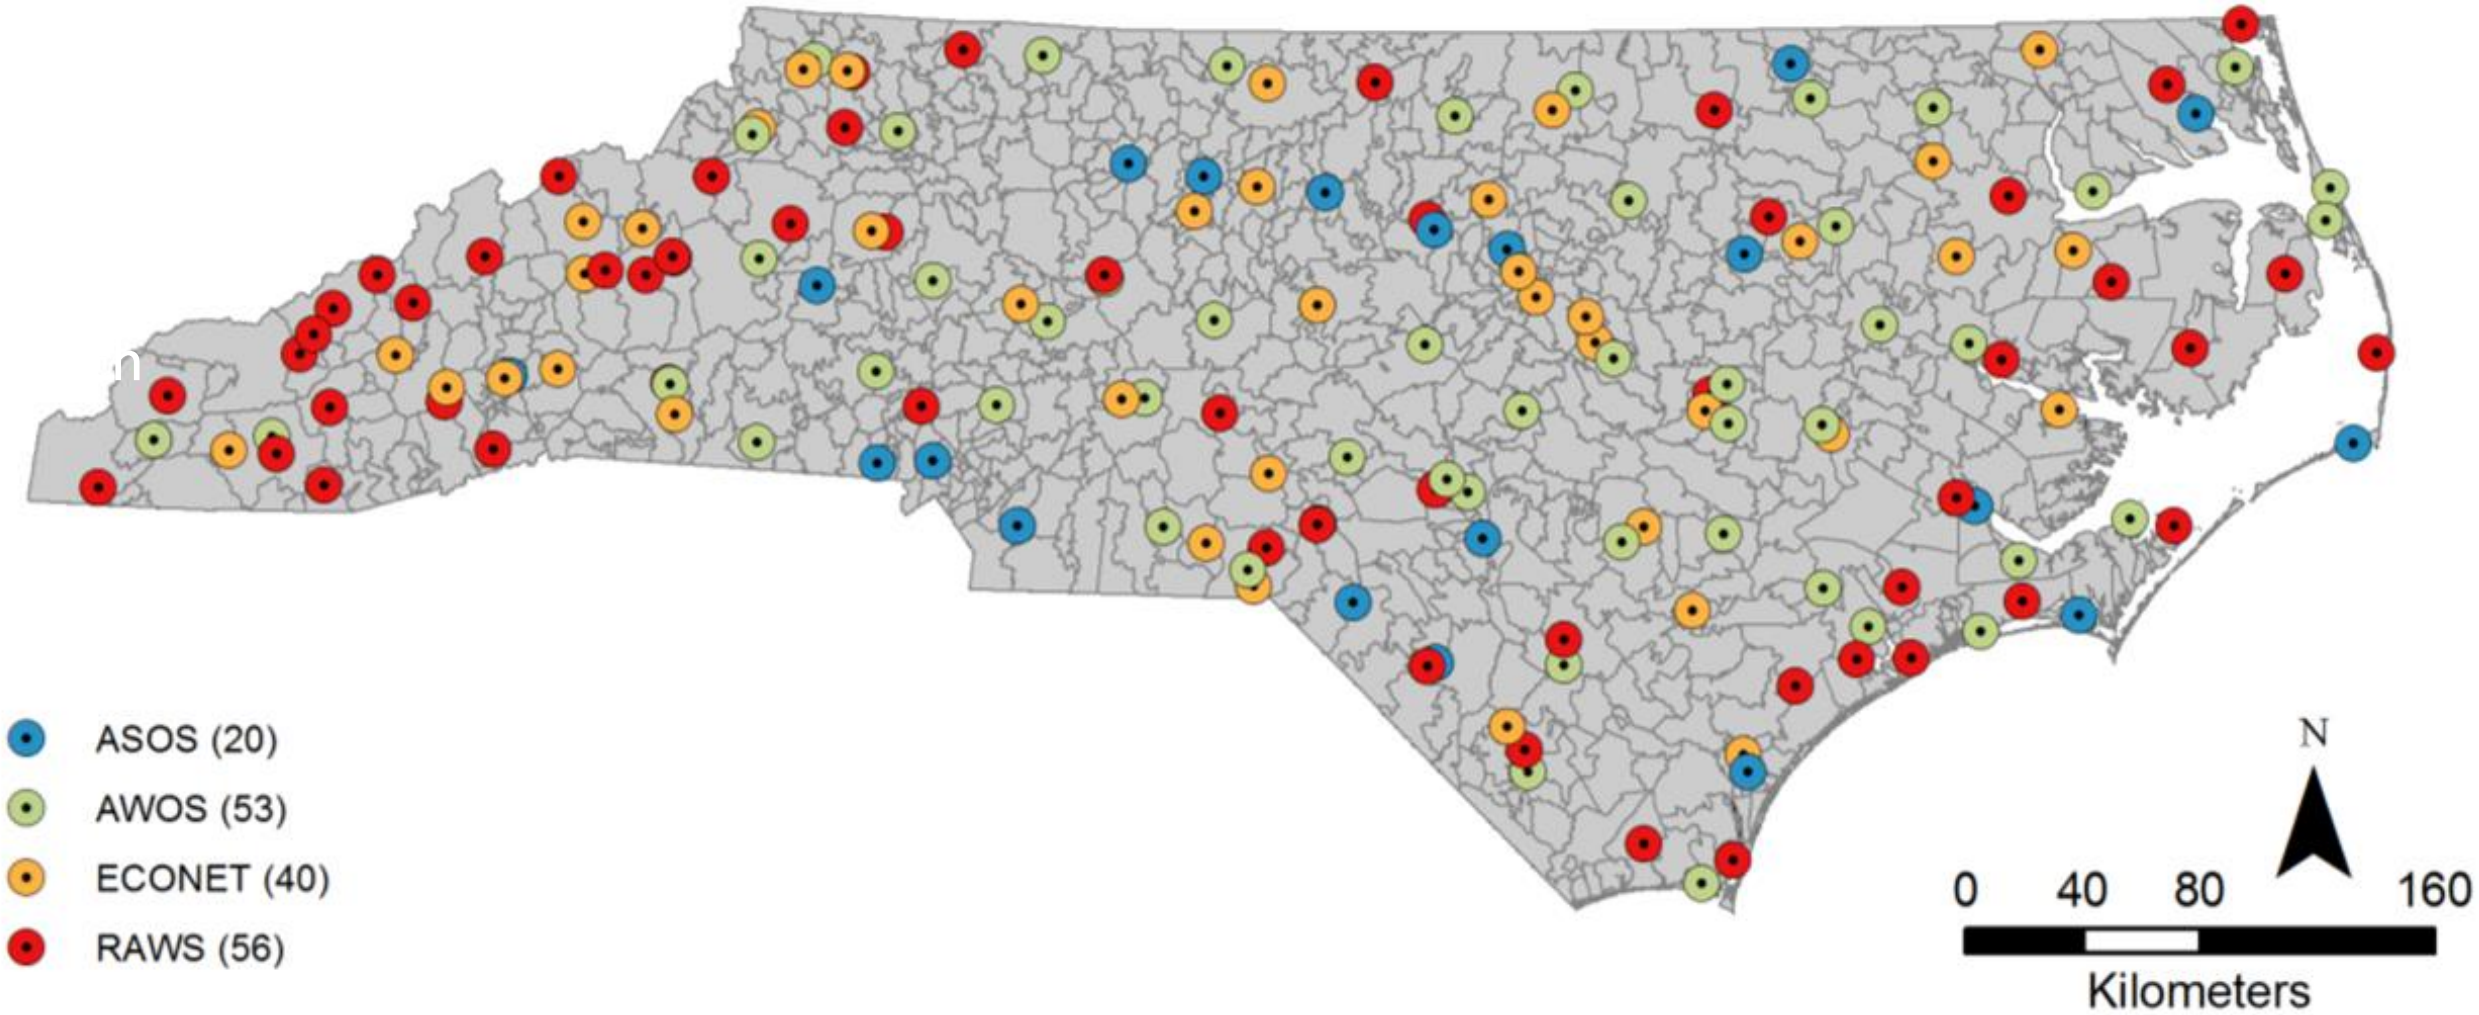 m
ASOS (20)
AWOS (53)
ECONET (40)
RAWS (56)
N
0 40 80 160
Kilometers